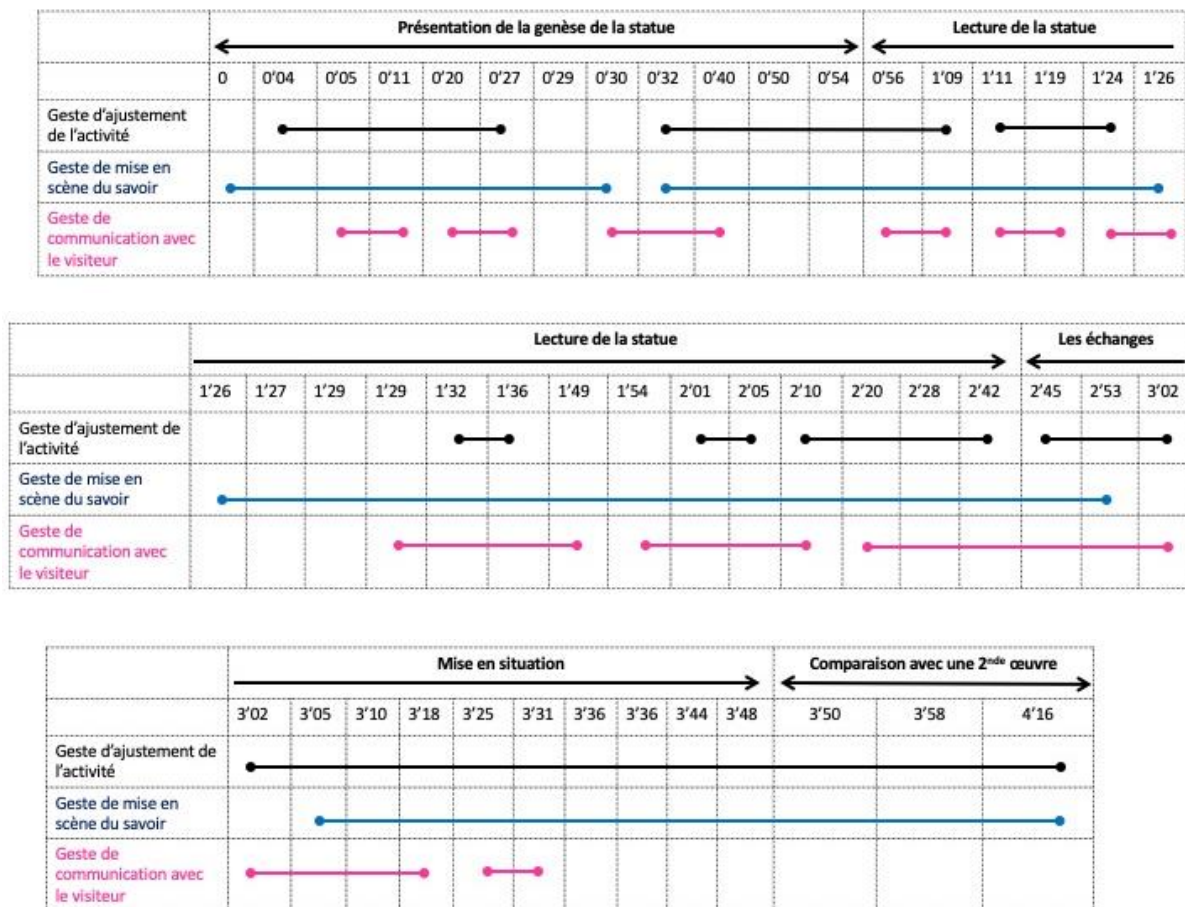 Présentation de la genèse de la statue Lecture de la statue
0 0’04 0’05 0’11 0’20 0’27 0’29 0’30 0’32 0’40 0’50 0’54 0’56 1’09 1’11 1’19 1’24 1’26
Geste d’ajustement
de l’activité
Geste de mise en
scène du savoir
Geste de
communication avec
le visiteur
Lecture de la statue Les échanges
1’26 1’27 1’29 1’29 1’32 1’36 1’49 1’54 2’01 2’05 2’10 2’20 2’28 2’42 2’45 2’53 3’02
Geste d’ajustement de
l’activité
Geste de mise en
scène du savoir
Geste de
communication avec
le visiteur
Mise en situation Comparaison avec une 2nde œuvre
3’02 3’05 3’10 3’18 3’25 3’31 3’36 3’36 3’44 3’48 3’50 3’58 4’16
Geste d’ajustement de
l’activité
Geste de mise en
scène du savoir
Geste de
communication avec
le visiteur